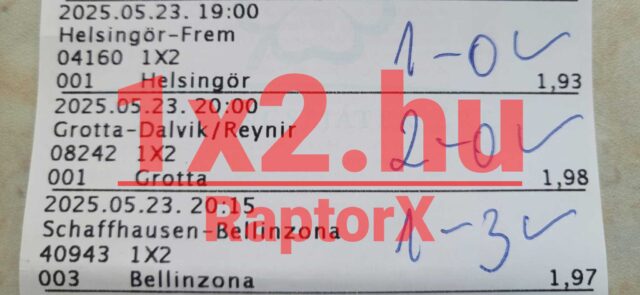 2025.05.23. 19:00
Helsingör-Frem
1-0 ✓
04160 1X2
001 Helsingör 1,93
2025.05.23. 20:00
Grotta-Dalvik/Reynir
2-0 ✓
08242 1X2
001 Grotta 1,98
1x2.hu
RaptorX
2025.05.23. 20:15
Schaffhausen-Bellinzona
1-3 ✓
40943 1X2
003 Bellinzona 1,97